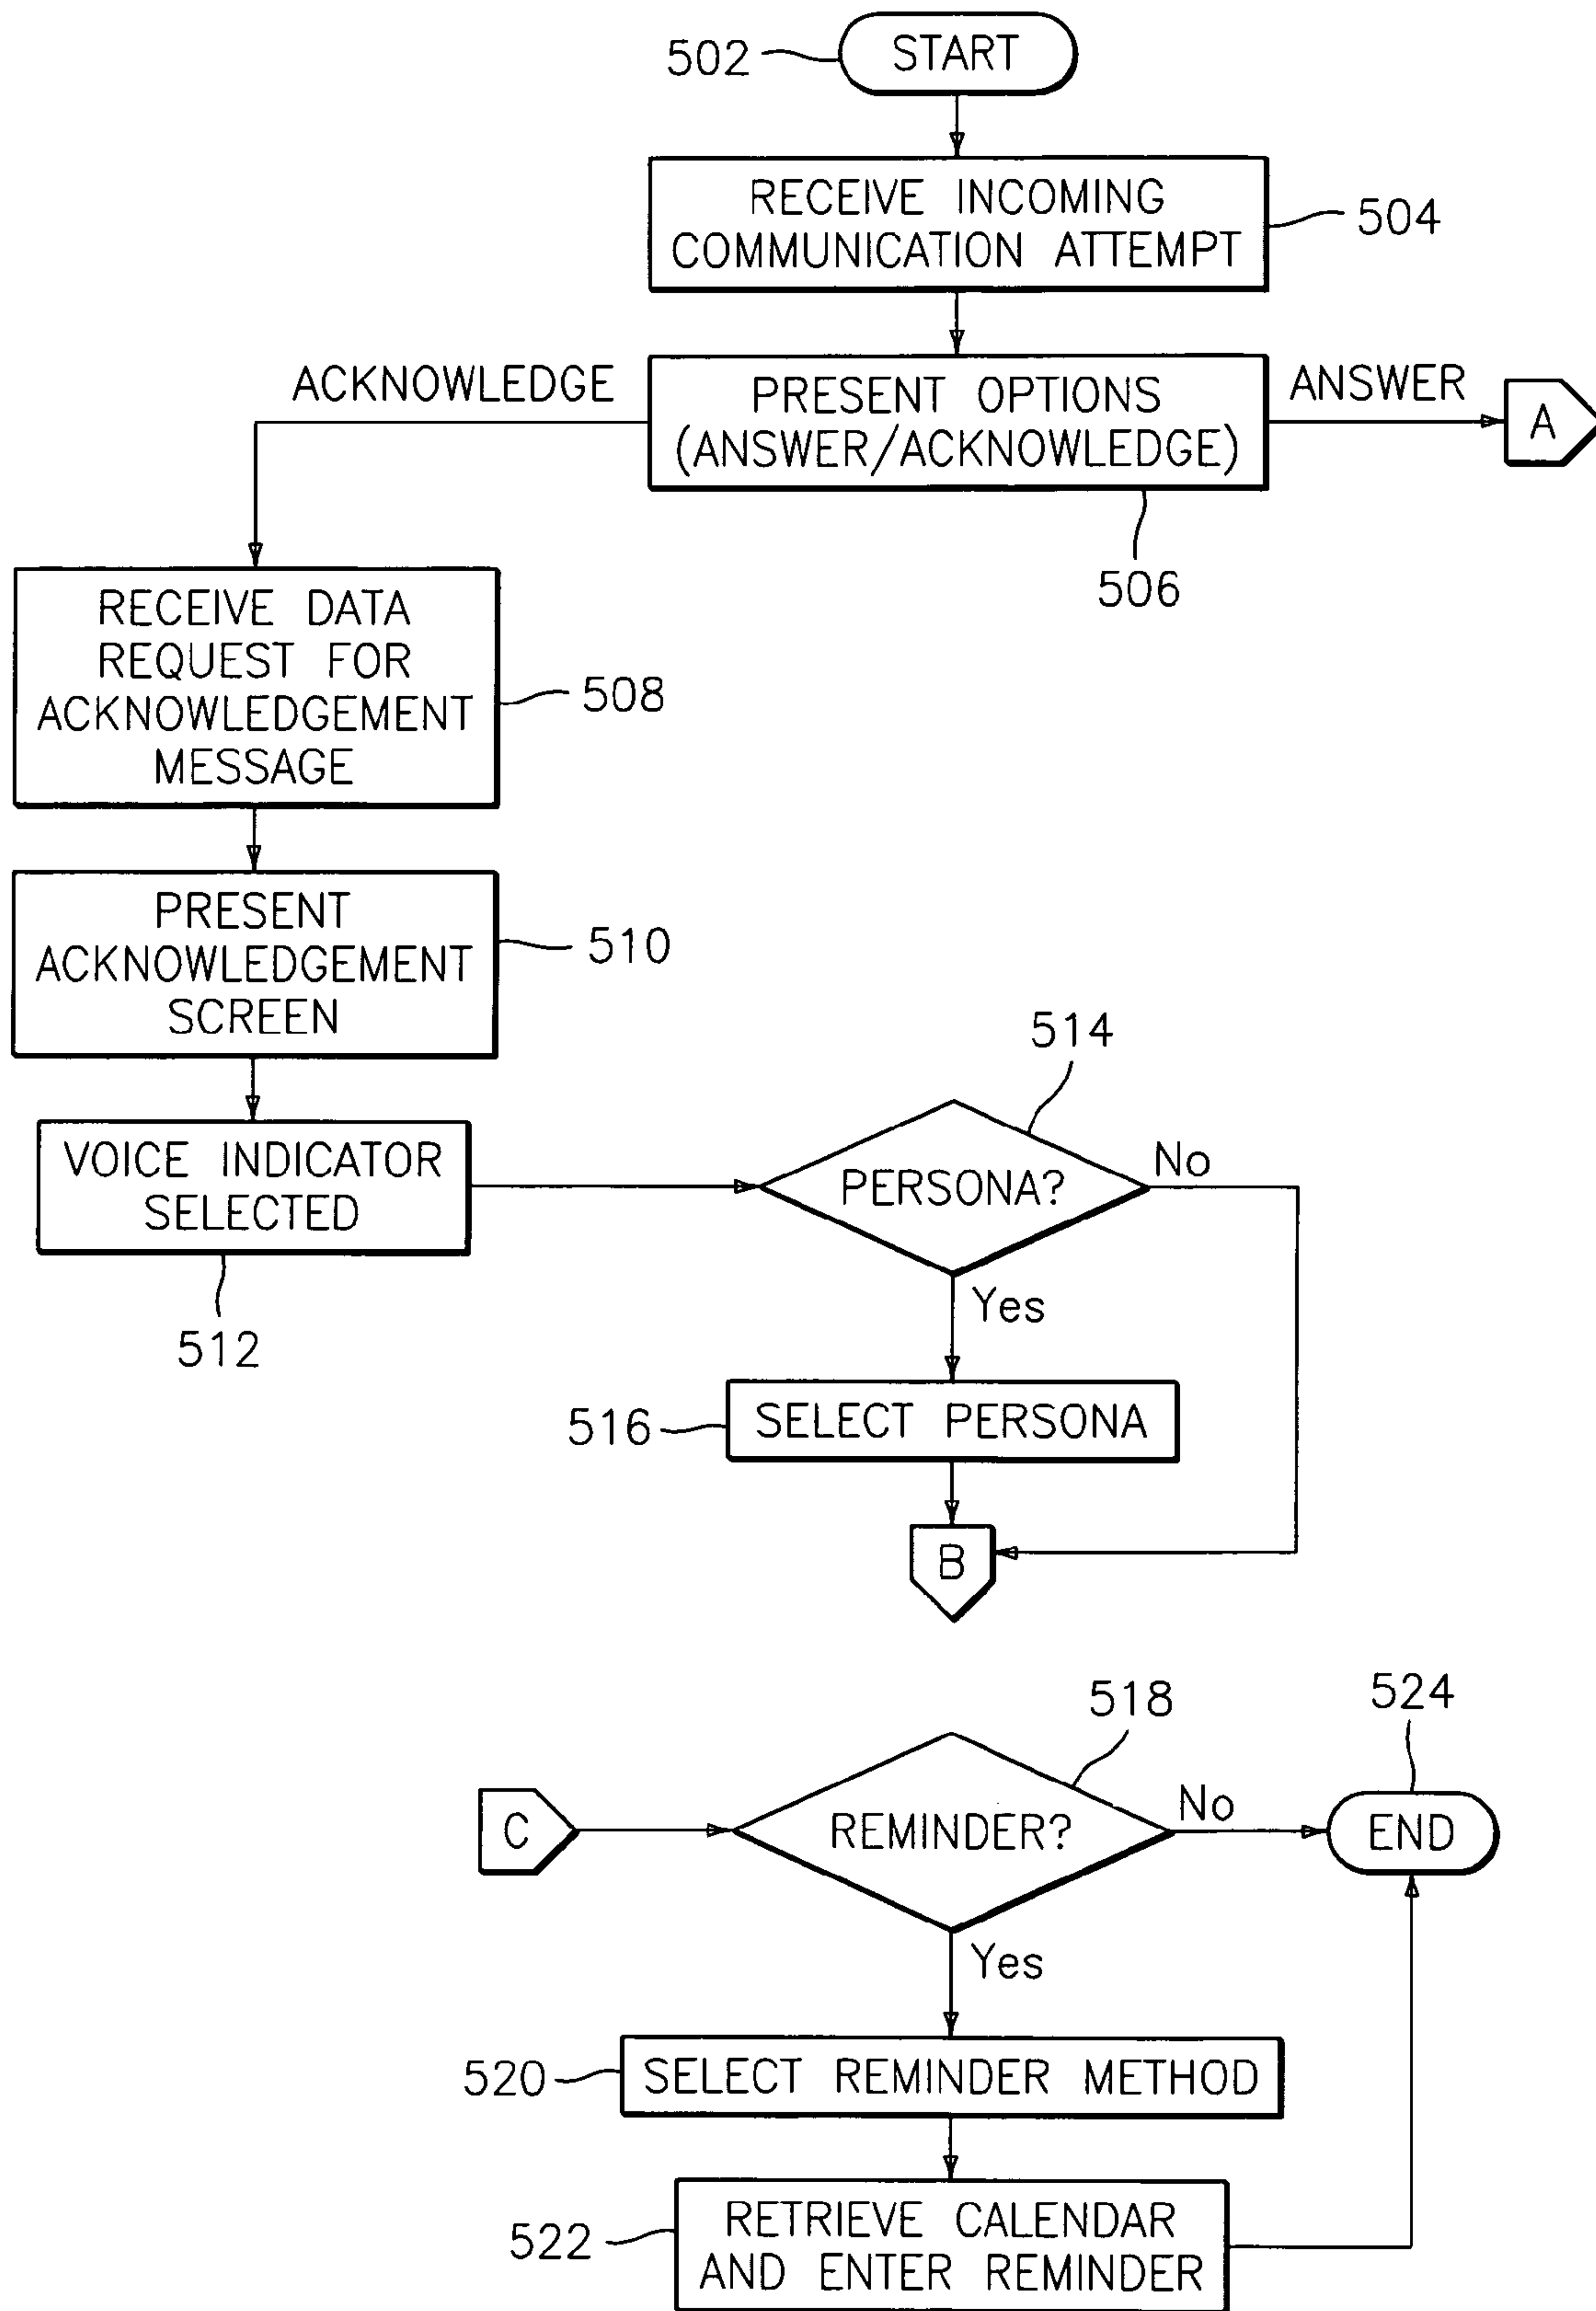 502
START
RECEIVE INCOMING
COMMUNICATION ATTEMPT
504
ACKNOWLEDGE
PRESENT OPTIONS
(ANSWER/ACKNOWLEDGE)
ANSWER
A
506
RECEIVE DATA
REQUEST FOR
ACKNOWLEDGEMENT
MESSAGE
508
PRESENT
ACKNOWLEDGEMENT
SCREEN
510
VOICE INDICATOR
SELECTED
512
514
PERSONA?
No
Yes
516
SELECT PERSONA
B
C
518
REMINDER?
No
524
END
Yes
520
SELECT REMINDER METHOD
522
RETRIEVE CALENDAR
AND ENTER REMINDER